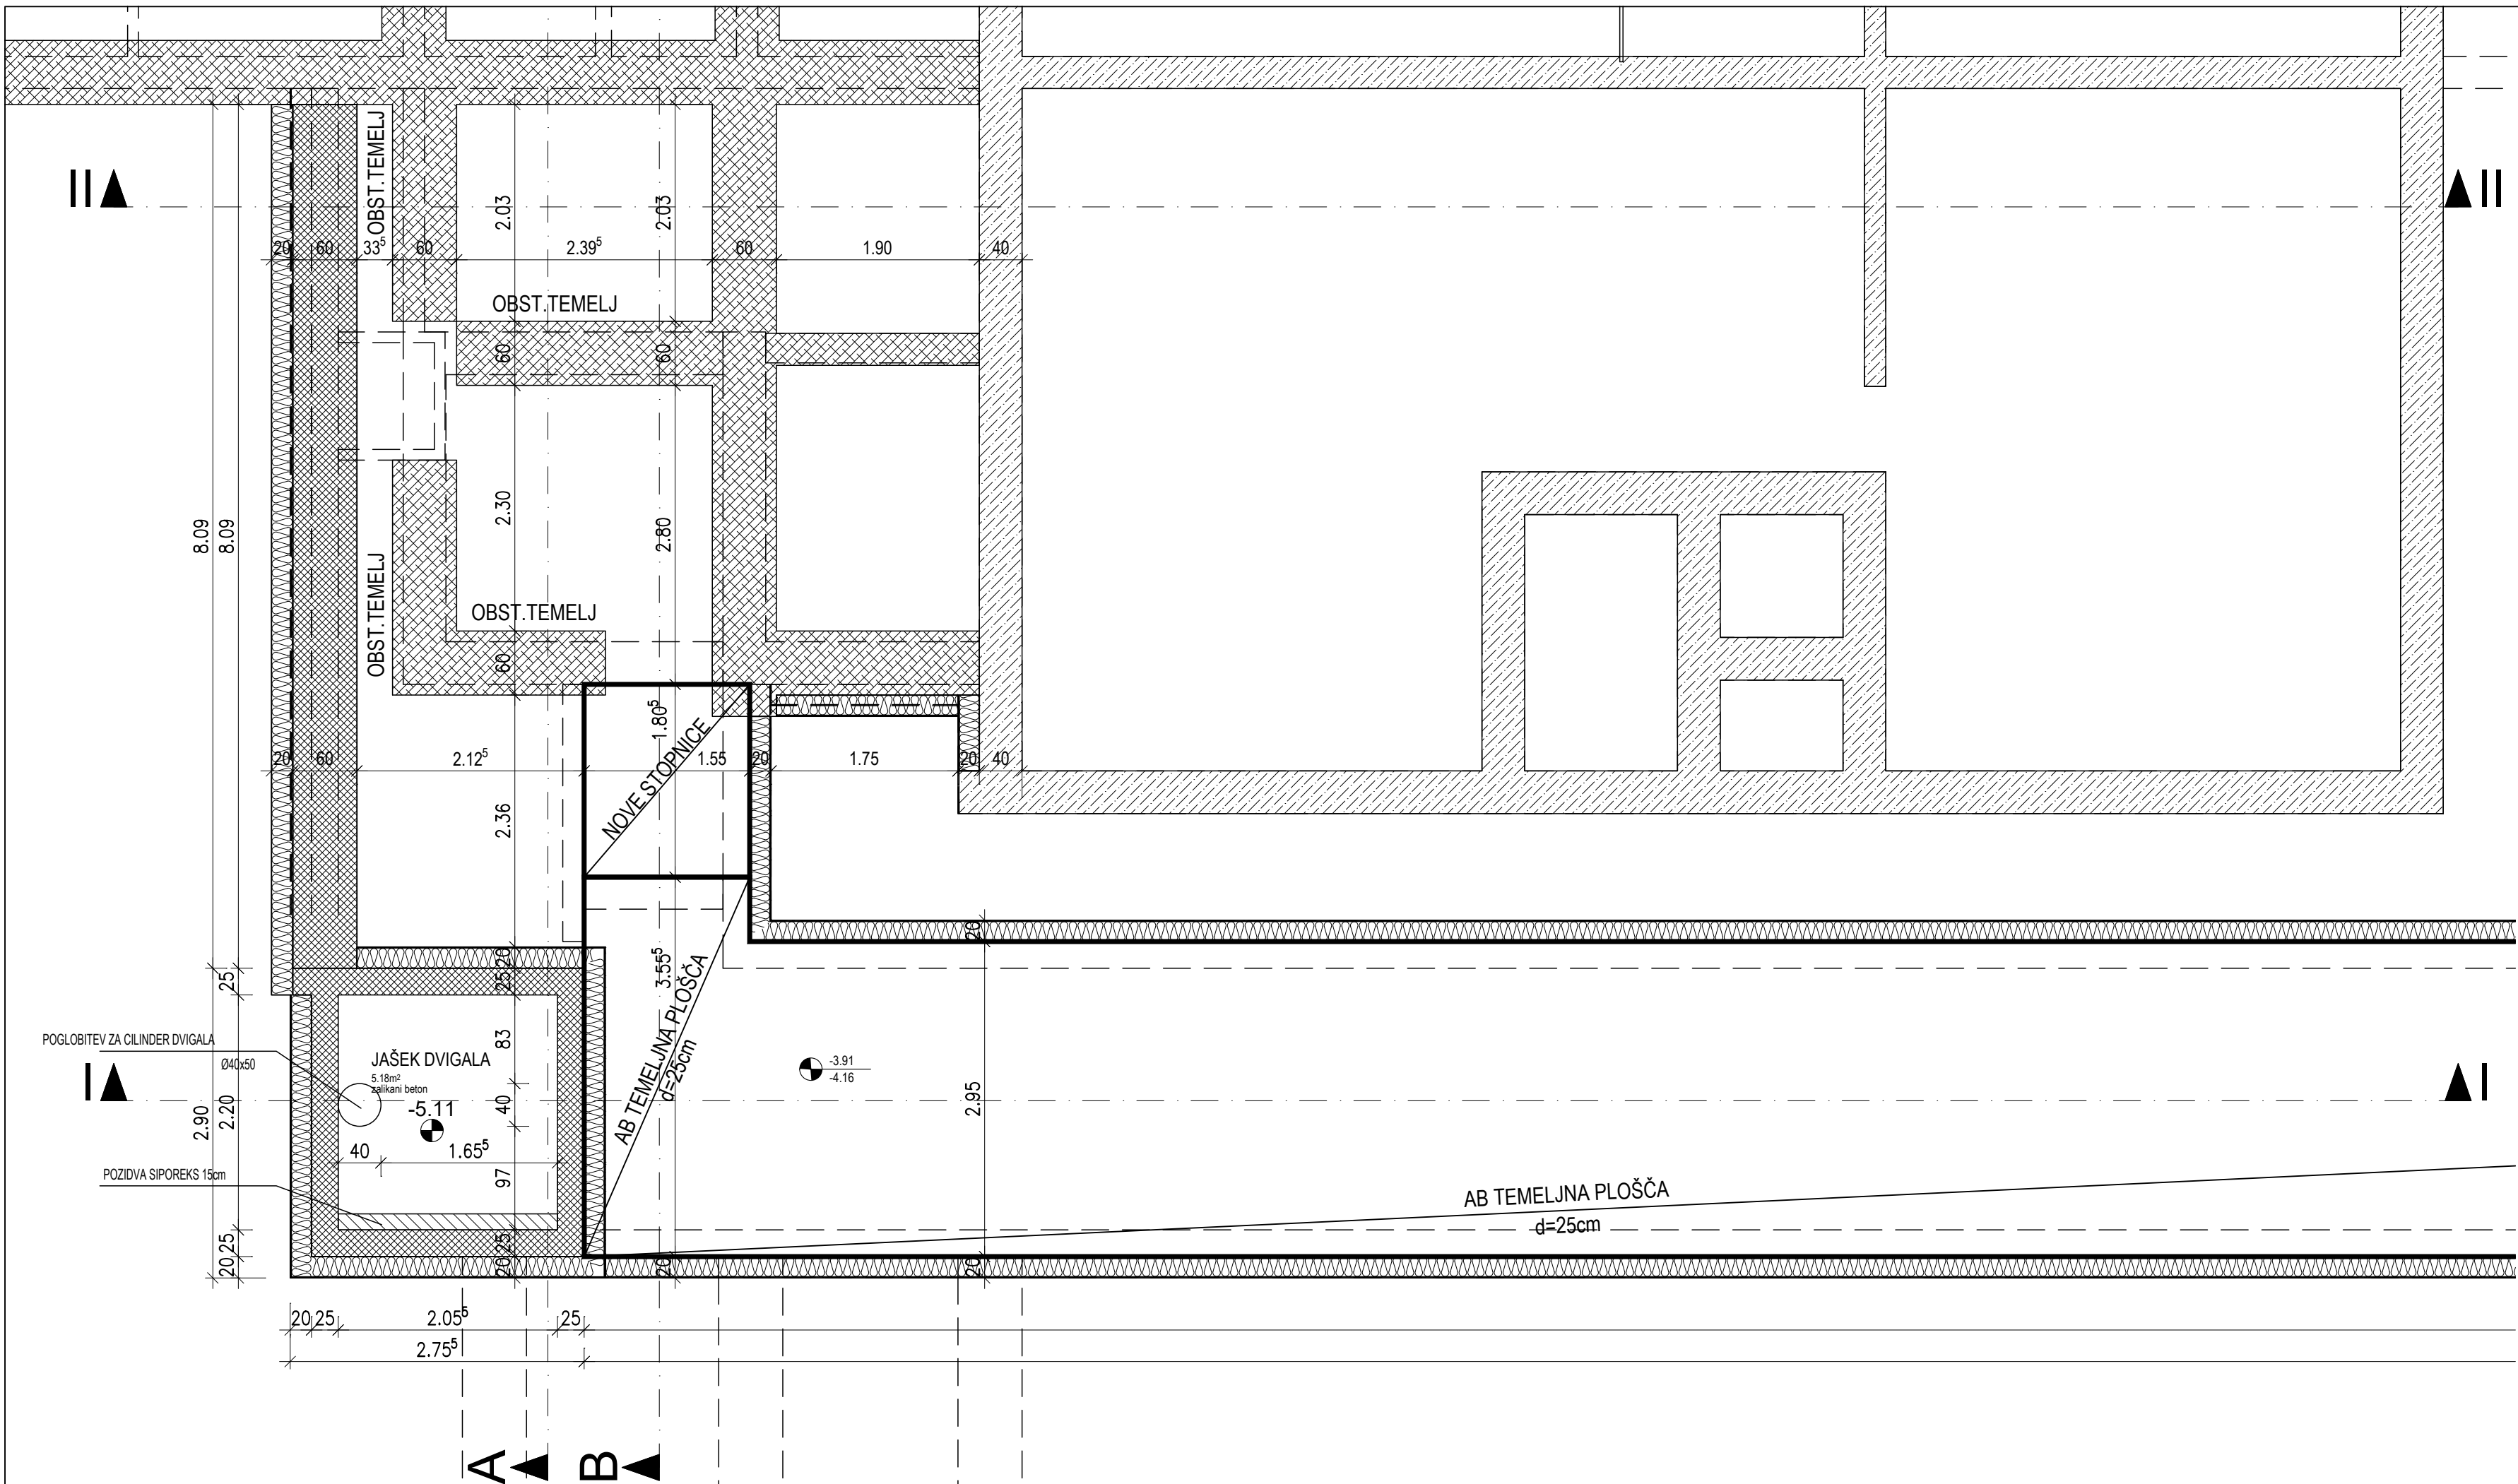 II
II
OBST.TEMELJ
2.03
2.03
20
60
33⁵
60
2.39⁵
60
1.90
40
OBST.TEMELJ
60
60
8.09
8.09
2.30
2.80
OBST.TEMELJ
OBST.TEMELJ
60
1.80⁵
NOVE STOPNICE
20
60
2.12⁵
1.55
20
1.75
20
40
2.36
20
20
25
25
3.55⁵
AB TEMELJNA PLOŠČA
d=25cm
POGLOBITEV ZA CILINDER DVIGALA
Ø40x50
JAŠEK DVIGALA
5.18m²
zalikani beton
-5.11
83
40
97
-3.91
-4.16
I
I
2.90
2.20
2.95
40
1.65⁵
POZIDVA SIPOREKS 15cm
AB TEMELJNA PLOŠČA
d=25cm
25
20
25
20
20
20
20
25
2.05⁵
25
2.75⁵
A
B